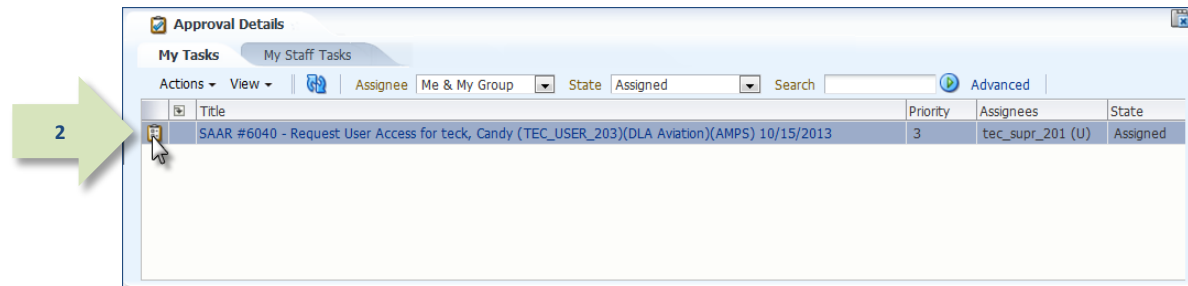 Approval Details
My Tasks My Staff Tasks
Actions View Assignee Me & My Group State Assigned Search Advanced
Title Priority Assignees State
2
SAAR #6040 - Request User Access for teck, Candy (TEC_USER_203)(DLA Aviation)(AMPS) 10/15/2013 3 tec_supr_201 (U) Assigned